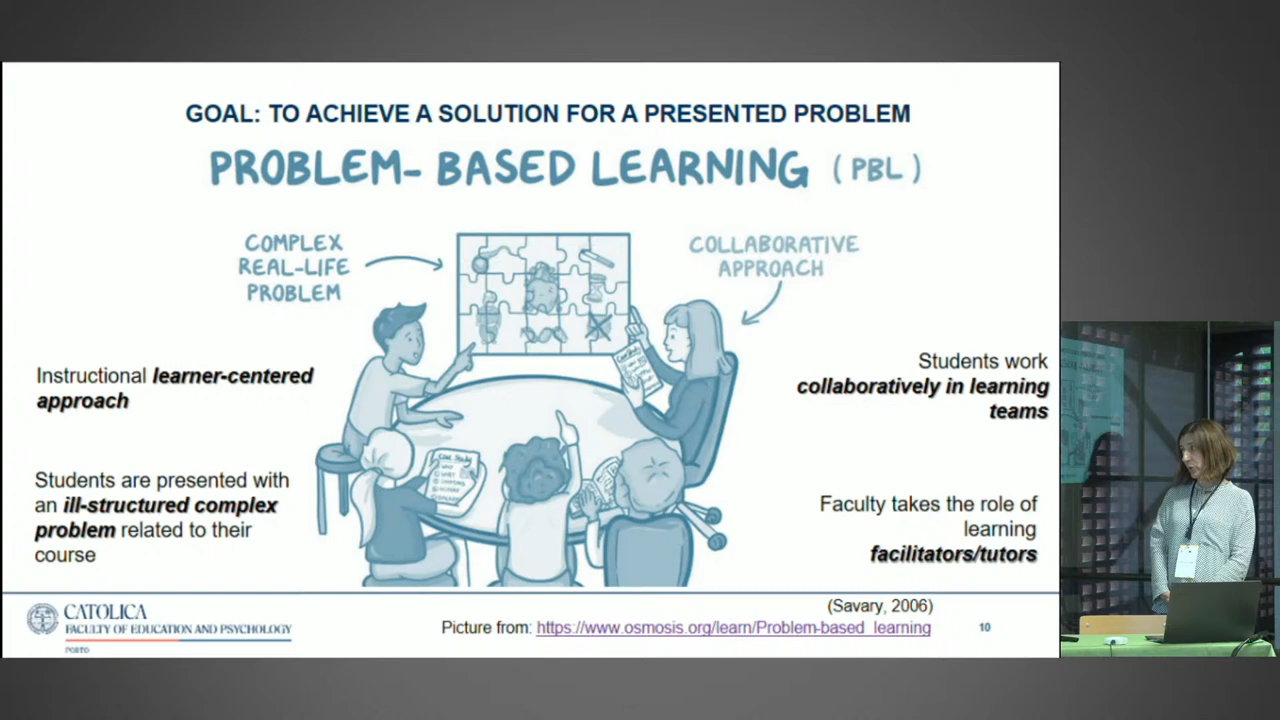 GOAL: TO ACHIEVE A SOLUTION FOR A PRESENTED PROBLEM
PROBLEM- BASED LEARNING (PBL)
COMPLEX
REAL-LIFE
PROBLEM
COLLABORATIVE
APPROACH
Instructional learner-centered
approach
Students are presented with
an ill-structured complex
problem related to their
course
Students work
collaboratively in learning
teams
Faculty takes the role of
learning
facilitators/tutors
Case Study
CATOLICA
FACULTY OF EDUCATION AND PSYCHOLOGY
PORTO
(Savary, 2006)
Picture from: https://www.osmosis.org/learn/Problem-based_learning
10